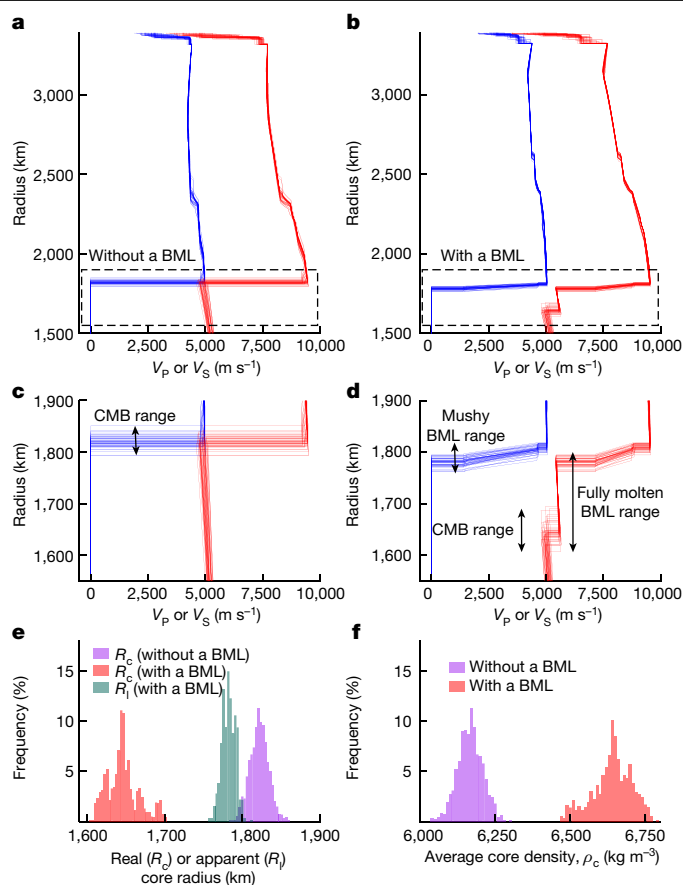 a
b
3,000
2,500
2,000
1,500
Radius (km)
Without a BML
0
5,000
2,500
7,500
10,000
VP or VS (m s−1)
3,000
2,500
2,000
1,500
Radius (km)
With a BML
0
2,500
5,000
7,500
10,000
VP or VS (m s−1)
c
d
1,900
1,800
1,700
1,600
Radius (km)
CMB range
0
2,500
5,000
7,500
10,000
VP or VS (m s−1)
1,900
1,800
1,700
1,600
Radius (km)
Mushy
BML range
Fully molten
BML range
CMB range
0
2,500
5,000
7,500
10,000
VP or VS (m s−1)
e
f
15
10
5
Frequency (%)
Rc (without a BML)
Rc (with a BML)
Rl (with a BML)
1,600
1,700
1,800
1,900
Real (Rc) or apparent (Rl)
core radius (km)
15
10
5
Frequency (%)
Without a BML
With a BML
6,000
6,250
6,500
6,750
Average core density, ρc (kg m−3)